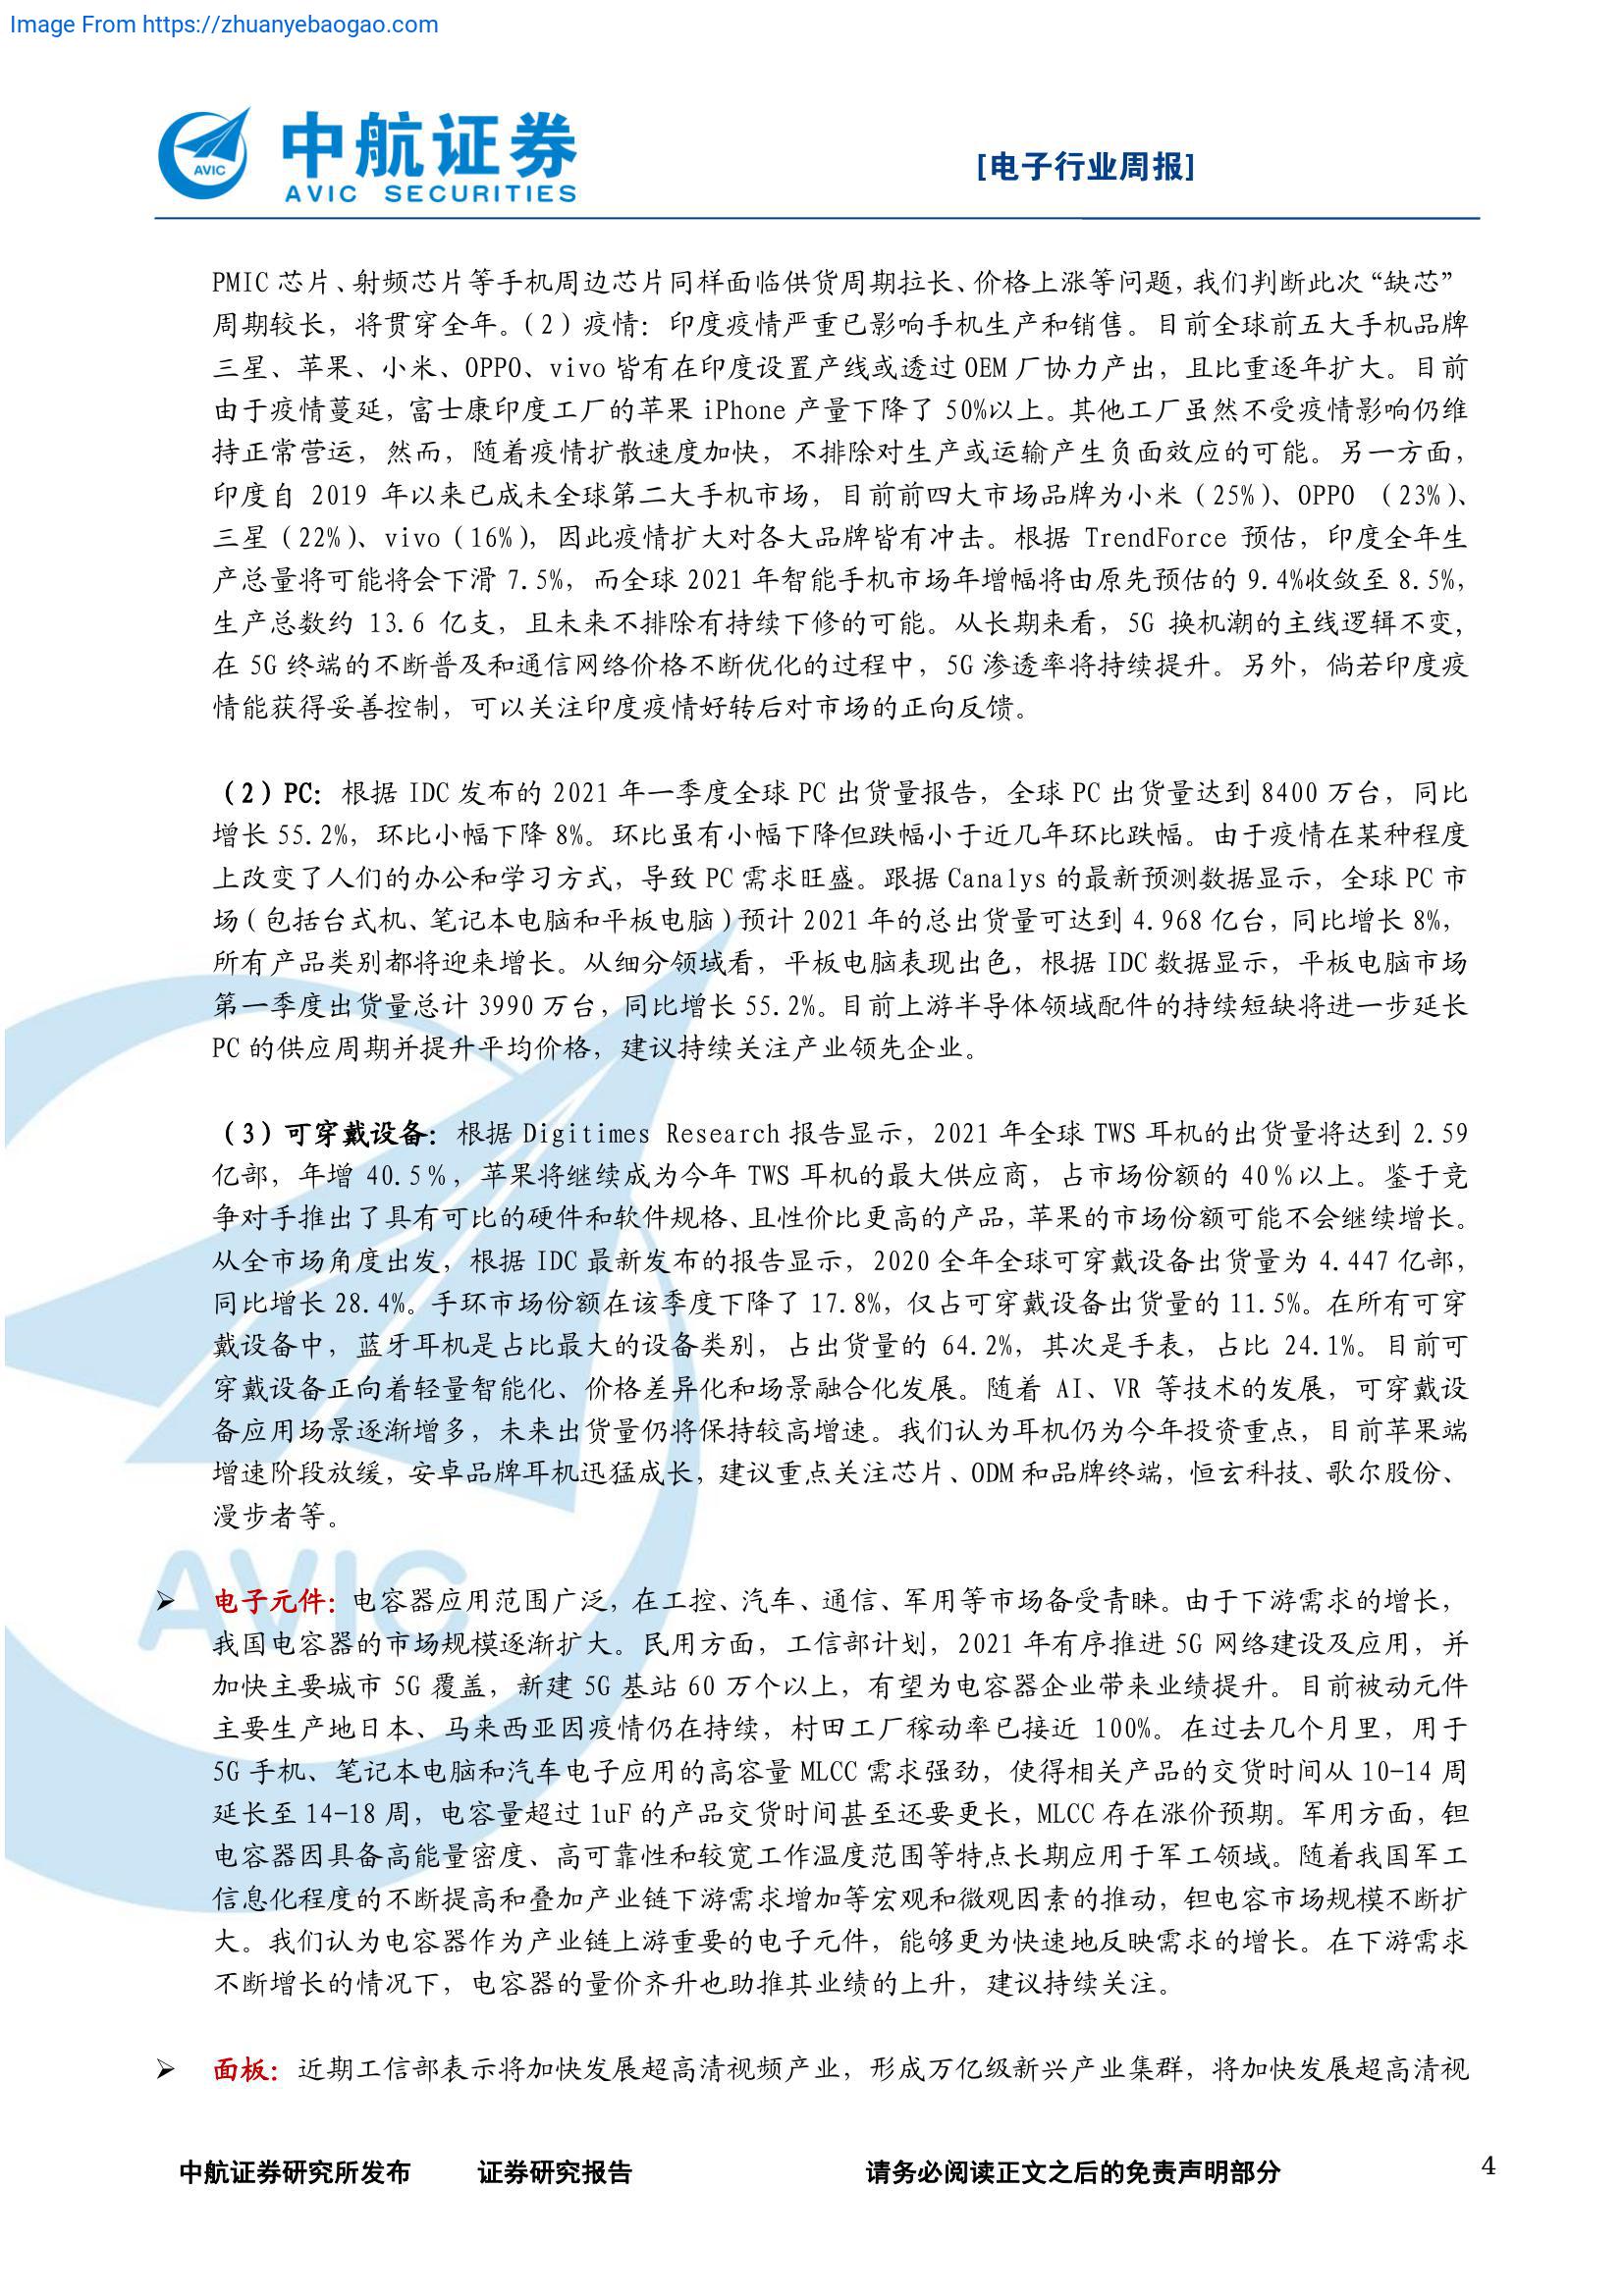 Image From https://zhuanyebaogao.com
AVIC
中航证券
AVIC SECURITIES
[电子行业周报]
PMIC 芯片、射频芯片等手机周边芯片同样面临供货周期拉长、价格上涨等问题，我们判断此次“缺芯”
周期较长，将贯穿全年。（2）疫情：印度疫情严重已影响手机生产和销售。目前全球前五大手机品牌
三星、苹果、小米、OPPO、vivo 皆有在印度设置产线或透过 OEM 厂协力产出，且比重逐年扩大。目前
由于疫情蔓延，富士康印度工厂的苹果 iPhone 产量下降了 50%以上。其他工厂虽然不受疫情影响仍维
持正常营运，然而，随着疫情扩散速度加快，不排除对生产或运输产生负面效应的可能。另一方面，
印度自 2019 年以来已成未全球第二大手机市场，目前前四大市场品牌为小米（25%）、OPPO （23%）、
三星（22%）、vivo（16%），因此疫情扩大对各大品牌皆有冲击。根据 TrendForce 预估，印度全年生
产总量将可能将会下滑 7.5%，而全球 2021 年智能手机市场年增幅将由原先预估的 9.4%收敛至 8.5%，
生产总数约 13.6 亿支，且未来不排除有持续下修的可能。从长期来看，5G 换机潮的主线逻辑不变，
在 5G 终端的不断普及和通信网络价格不断优化的过程中，5G 渗透率将持续提升。另外，倘若印度疫
情能获得妥善控制，可以关注印度疫情好转后对市场的正向反馈。
（2）PC：根据 IDC 发布的 2021 年一季度全球 PC 出货量报告，全球 PC 出货量达到 8400 万台，同比
增长 55.2%，环比小幅下降 8%。环比虽有小幅下降但跌幅小于近几年环比跌幅。由于疫情在某种程度
上改变了人们的办公和学习方式，导致 PC 需求旺盛。跟据 Canalys 的最新预测数据显示，全球 PC 市
场（包括台式机、笔记本电脑和平板电脑）预计 2021 年的总出货量可达到 4.968 亿台，同比增长 8%，
所有产品类别都将迎来增长。从细分领域看，平板电脑表现出色，根据 IDC 数据显示，平板电脑市场
第一季度出货量总计 3990 万台，同比增长 55.2%。目前上游半导体领域配件的持续短缺将进一步延长
PC 的供应周期并提升平均价格，建议持续关注产业领先企业。
（3）可穿戴设备：根据 Digitimes Research 报告显示，2021 年全球 TWS 耳机的出货量将达到 2.59
亿部，年增 40.5％，苹果将继续成为今年 TWS 耳机的最大供应商，占市场份额的 40％以上。鉴于竞
争对手推出了具有可比的硬件和软件规格、且性价比更高的产品，苹果的市场份额可能不会继续增长。
从全市场角度出发，根据 IDC 最新发布的报告显示，2020 全年全球可穿戴设备出货量为 4.447 亿部，
同比增长 28.4%。手环市场份额在该季度下降了 17.8%，仅占可穿戴设备出货量的 11.5%。在所有可穿
戴设备中，蓝牙耳机是占比最大的设备类别，占出货量的 64.2%，其次是手表，占比 24.1%。目前可
穿戴设备正向着轻量智能化、价格差异化和场景融合化发展。随着 AI、VR 等技术的发展，可穿戴设
备应用场景逐渐增多，未来出货量仍将保持较高增速。我们认为耳机仍为今年投资重点，目前苹果端
增速阶段放缓，安卓品牌耳机迅猛成长，建议重点关注芯片、ODM 和品牌终端，恒玄科技、歌尔股份、
漫步者等。
AVIC
➢ 电子元件：电容器应用范围广泛，在工控、汽车、通信、军用等市场备受青睐。由于下游需求的增长，
我国电容器的市场规模逐渐扩大。民用方面，工信部计划，2021 年有序推进 5G 网络建设及应用，并
加快主要城市 5G 覆盖，新建 5G 基站 60 万个以上，有望为电容器企业带来业绩提升。目前被动元件
主要生产地日本、马来西亚因疫情仍在持续，村田工厂稼动率已接近 100%。在过去几个月里，用于
5G 手机、笔记本电脑和汽车电子应用的高容量 MLCC 需求强劲，使得相关产品的交货时间从 10-14 周
延长至 14-18 周，电容量超过 1uF 的产品交货时间甚至还要更长，MLCC 存在涨价预期。军用方面，钽
电容器因具备高能量密度、高可靠性和较宽工作温度范围等特点长期应用于军工领域。随着我国军工
信息化程度的不断提高和叠加产业链下游需求增加等宏观和微观因素的推动，钽电容市场规模不断扩
大。我们认为电容器作为产业链上游重要的电子元件，能够更为快速地反映需求的增长。在下游需求
不断增长的情况下，电容器的量价齐升也助推其业绩的上升，建议持续关注。
➢ 面板：近期工信部表示将加快发展超高清视频产业，形成万亿级新兴产业集群，将加快发展超高清视
中航证券研究所发布 证券研究报告 请务必阅读正文之后的免责声明部分 4